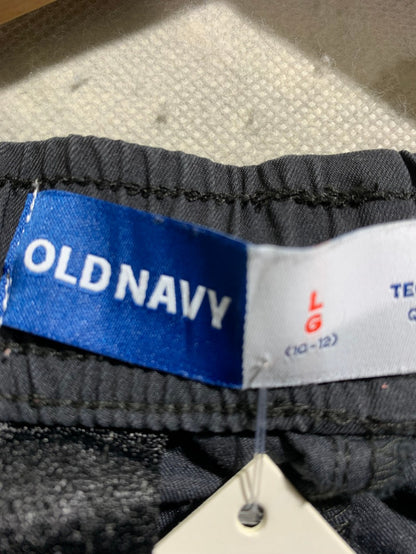 OLD NAVY
L
G
(10-12)